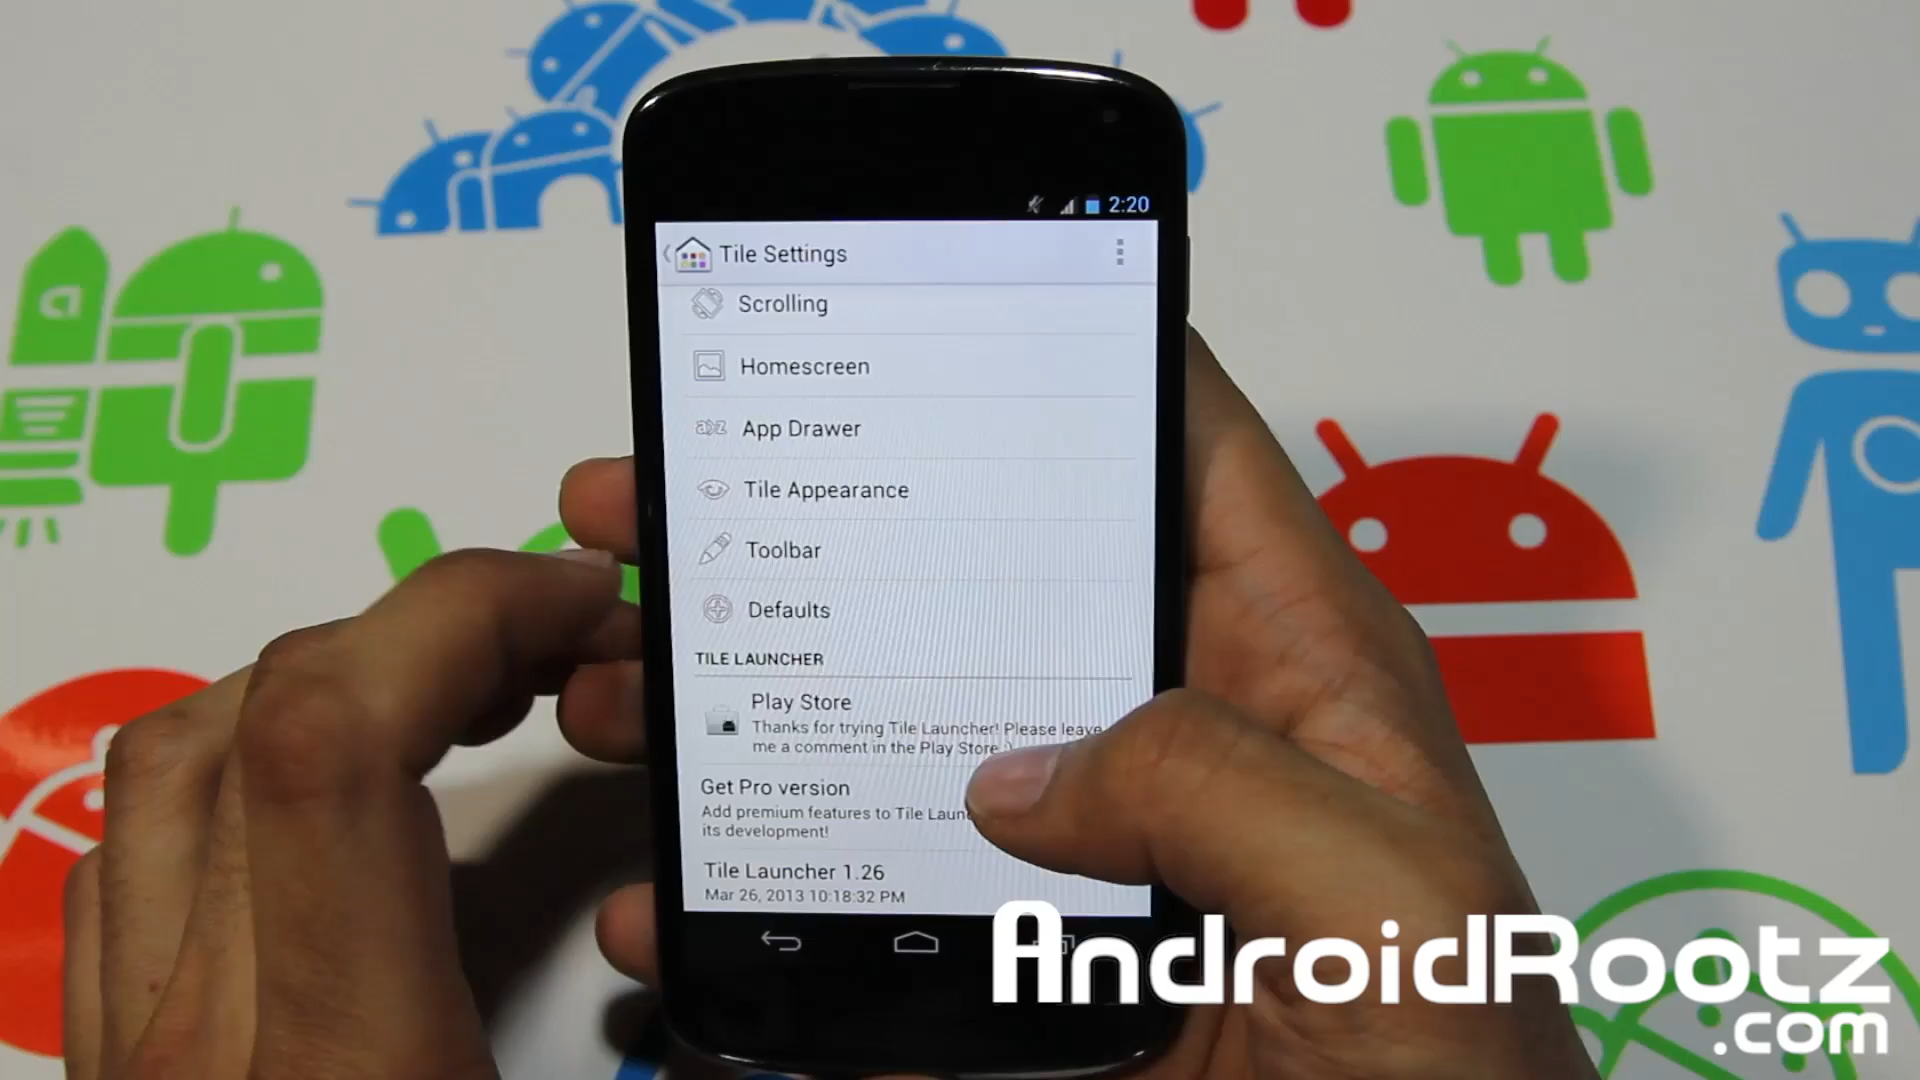 2:20
Tile Settings
Scrolling
Homescreen
App Drawer
Tile Appearance
Toolbar
Defaults
TILE LAUNCHER
Play Store
Thanks for trying Tile Launcher! Please leave
me a comment in the Play Store :)
Get Pro version
Add premium features to Tile
its development!
Tile Launcher 1.26
Mar 26, 2013 10:18:32 PM
AndroidRootz
.com